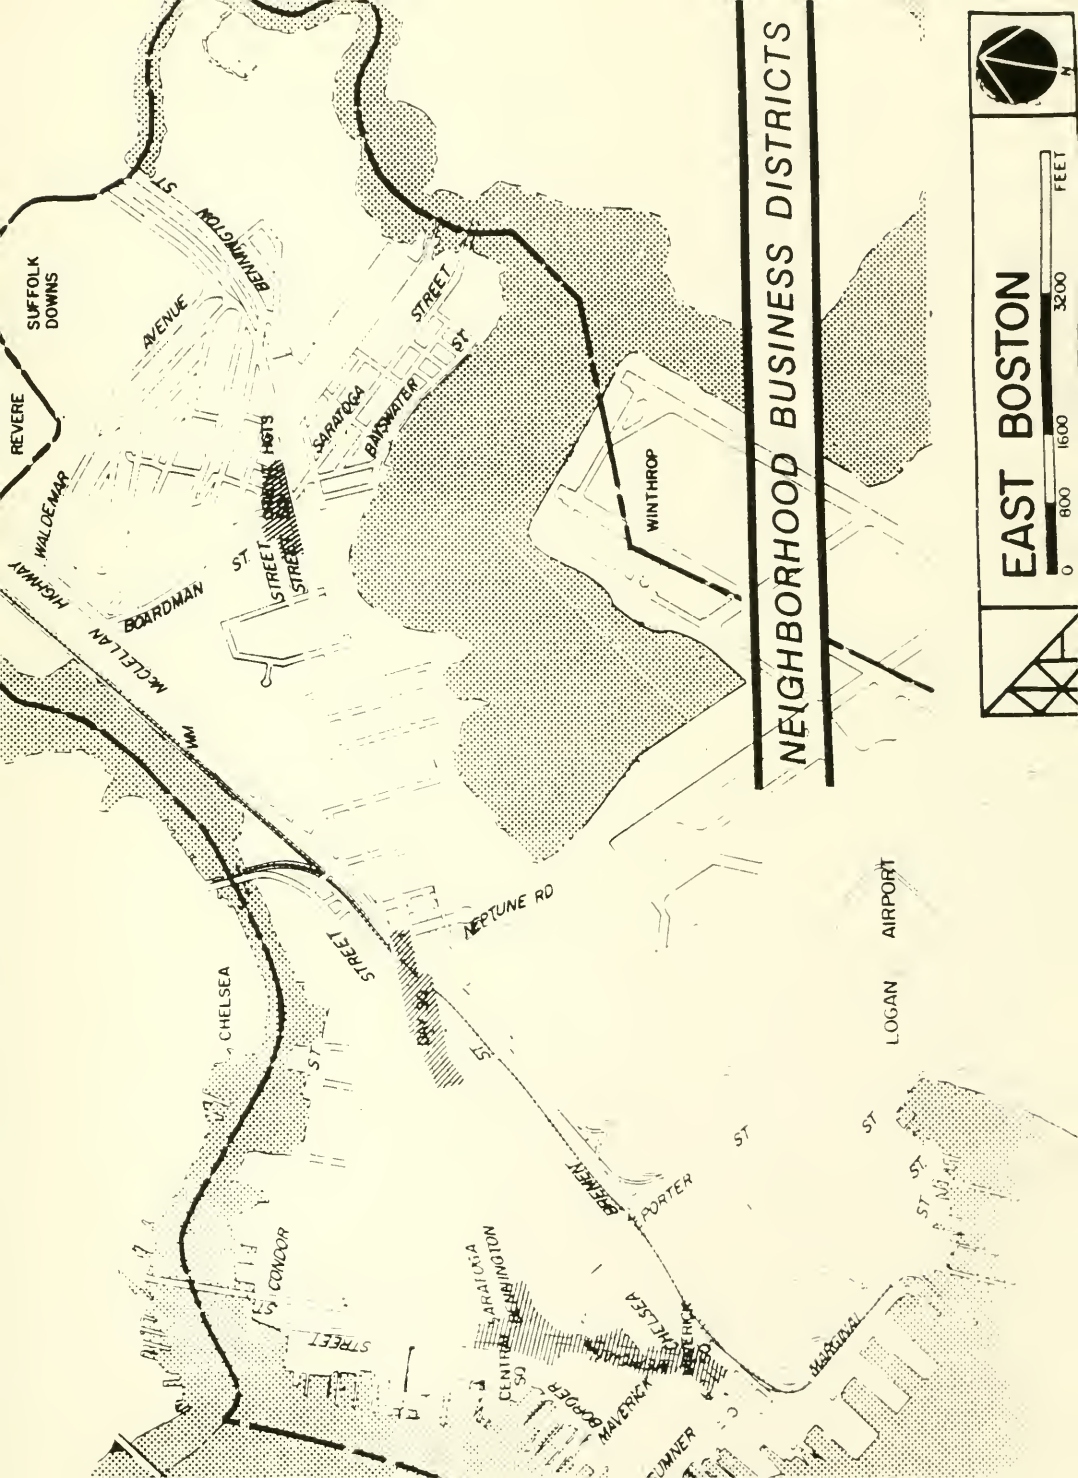 NEIGHBORHOOD BUSINESS DISTRICTS
EAST BOSTON
0 800 1600 3200 FEET
N
SUFFOLK
DOWNS
REVERE
WALDEMAR
AVENUE
BENNINGTON
ST
SARATOGA
STREET
BAYSWATER
ST.
HGTS
STREET
STREET
ST.
BOARDMAN
WM
MCCLELLAN
HIGHWAY
WINTHROP
NEPTUNE RD
STREET
DAY SQ
CHELSEA
ST
ST
LOGAN AIRPORT
BREMEN
PORTER
ST
ST
ST.
ST
CONDOR
STREET
SARATOGA
BENNINGTON
CENTRAL
SQ
CHELSEA
MAVERICK
SQ
BORDER
MAVERICK
SUMNER
MARGINAL